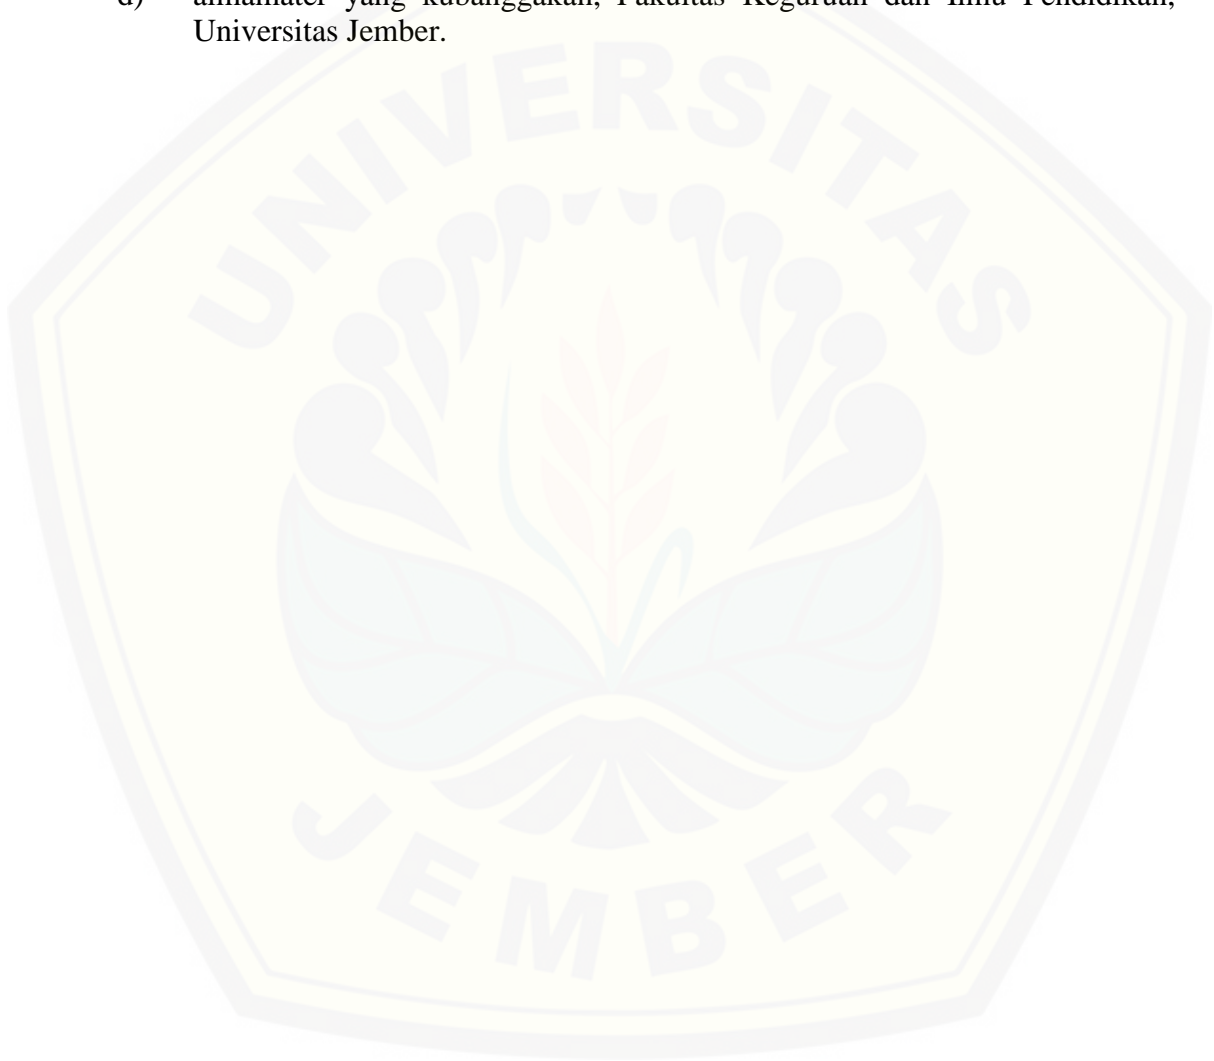 d) almamater yang kubanggakan, Fakultas Keguruan dan Ilmu Pendidikan,
Universitas Jember.
UNIVERSITAS
JEMBER